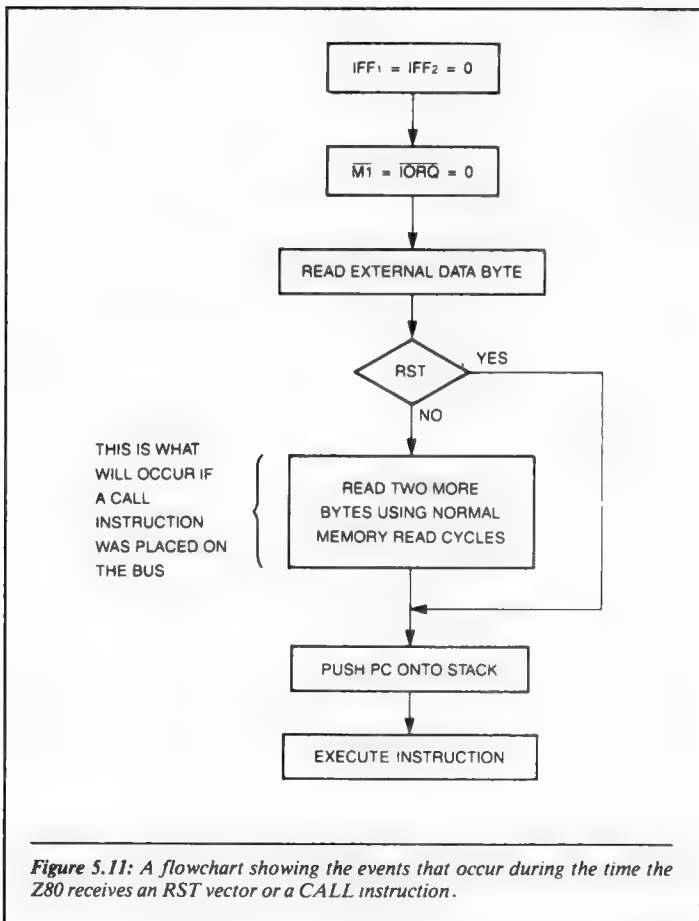 IFF1 = IFF2 = 0
M̅1̅ = I̅O̅R̅Q̅ = 0
READ EXTERNAL DATA BYTE
RST
YES
NO
THIS IS WHAT
WILL OCCUR IF
A CALL
INSTRUCTION
WAS PLACED ON
THE BUS
READ TWO MORE
BYTES USING NORMAL
MEMORY READ CYCLES
PUSH PC ONTO STACK
EXECUTE INSTRUCTION
Figure 5.11: A flowchart showing the events that occur during the time the
Z80 receives an RST vector or a CALL instruction.